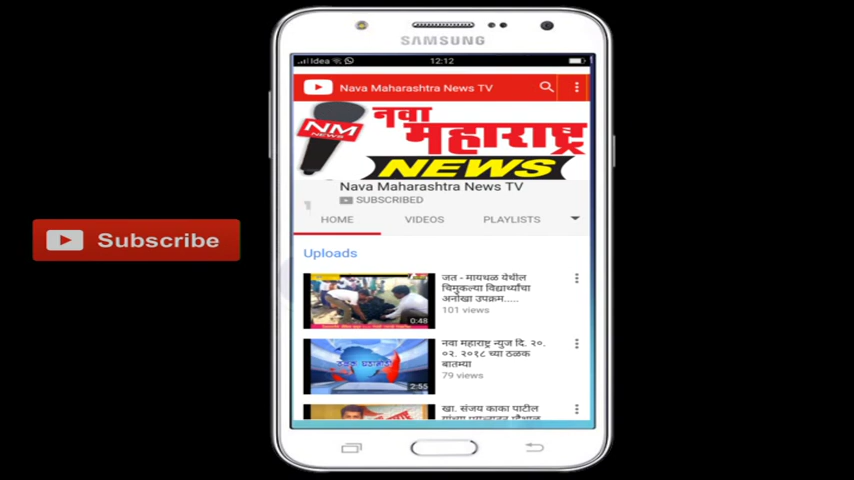 SAMSUNG
Idea
12:12
Nava Maharashtra News TV
NM
NEWS
नवा
महाराष्ट्र
NEWS
Nava Maharashtra News TV
SUBSCRIBED
HOME VIDEOS PLAYLISTS
Subscribe
Uploads
जत - मायथळ येथील
चिमुकल्या विद्यार्थ्यांचा
अनोखा उपक्रम.....
101 views
0:48
नवा महाराष्ट्र न्युज दि. २०.
०२. २०१८ च्या ठळक
बातम्या
79 views
2:55
खा. संजय काका पाटील